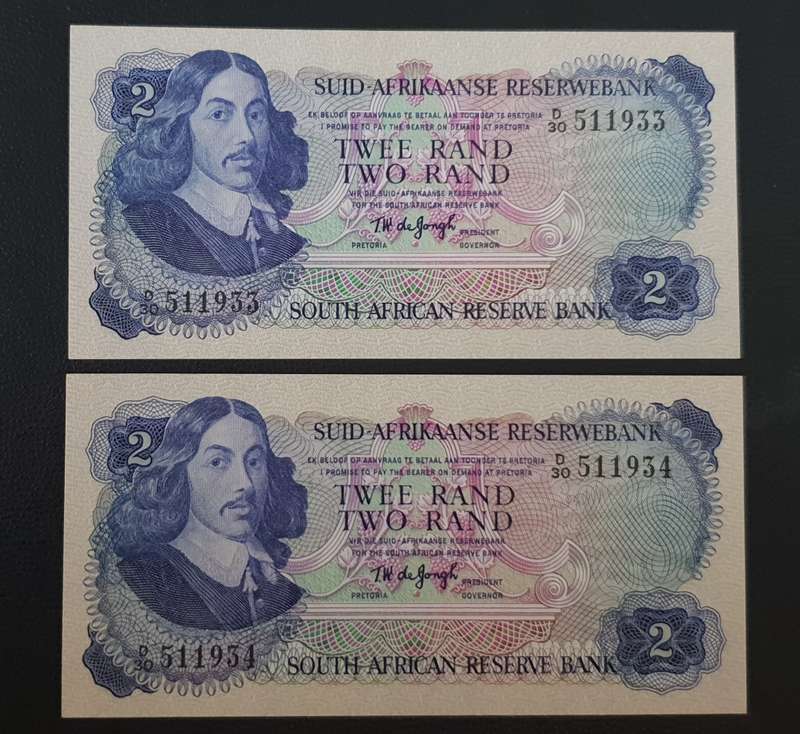 2
SUID-AFRIKAANSE RESERWEBANK
EK BELOOF OP AANVRAAG TE BETAAL AAN TOONDER TE PRETORIA
I PROMISE TO PAY THE BEARER ON DEMAND AT PRETORIA
D/30 511933
TWEE RAND
TWO RAND
VIR DIE SUID-AFRIKAANSE RESERWEBANK
FOR THE SOUTH AFRICAN RESERVE BANK
T W de Jongh
PRESIDENT
PRETORIA GOVERNOR
D/30 511933
SOUTH AFRICAN RESERVE BANK
2
2
SUID-AFRIKAANSE RESERWEBANK
EK BELOOF OP AANVRAAG TE BETAAL AAN TOONDER TE PRETORIA
I PROMISE TO PAY THE BEARER ON DEMAND AT PRETORIA
D/30 511934
TWEE RAND
TWO RAND
VIR DIE SUID-AFRIKAANSE RESERWEBANK
FOR THE SOUTH AFRICAN RESERVE BANK
T W de Jongh
PRESIDENT
PRETORIA GOVERNOR
D/30 511934
SOUTH AFRICAN RESERVE BANK
2